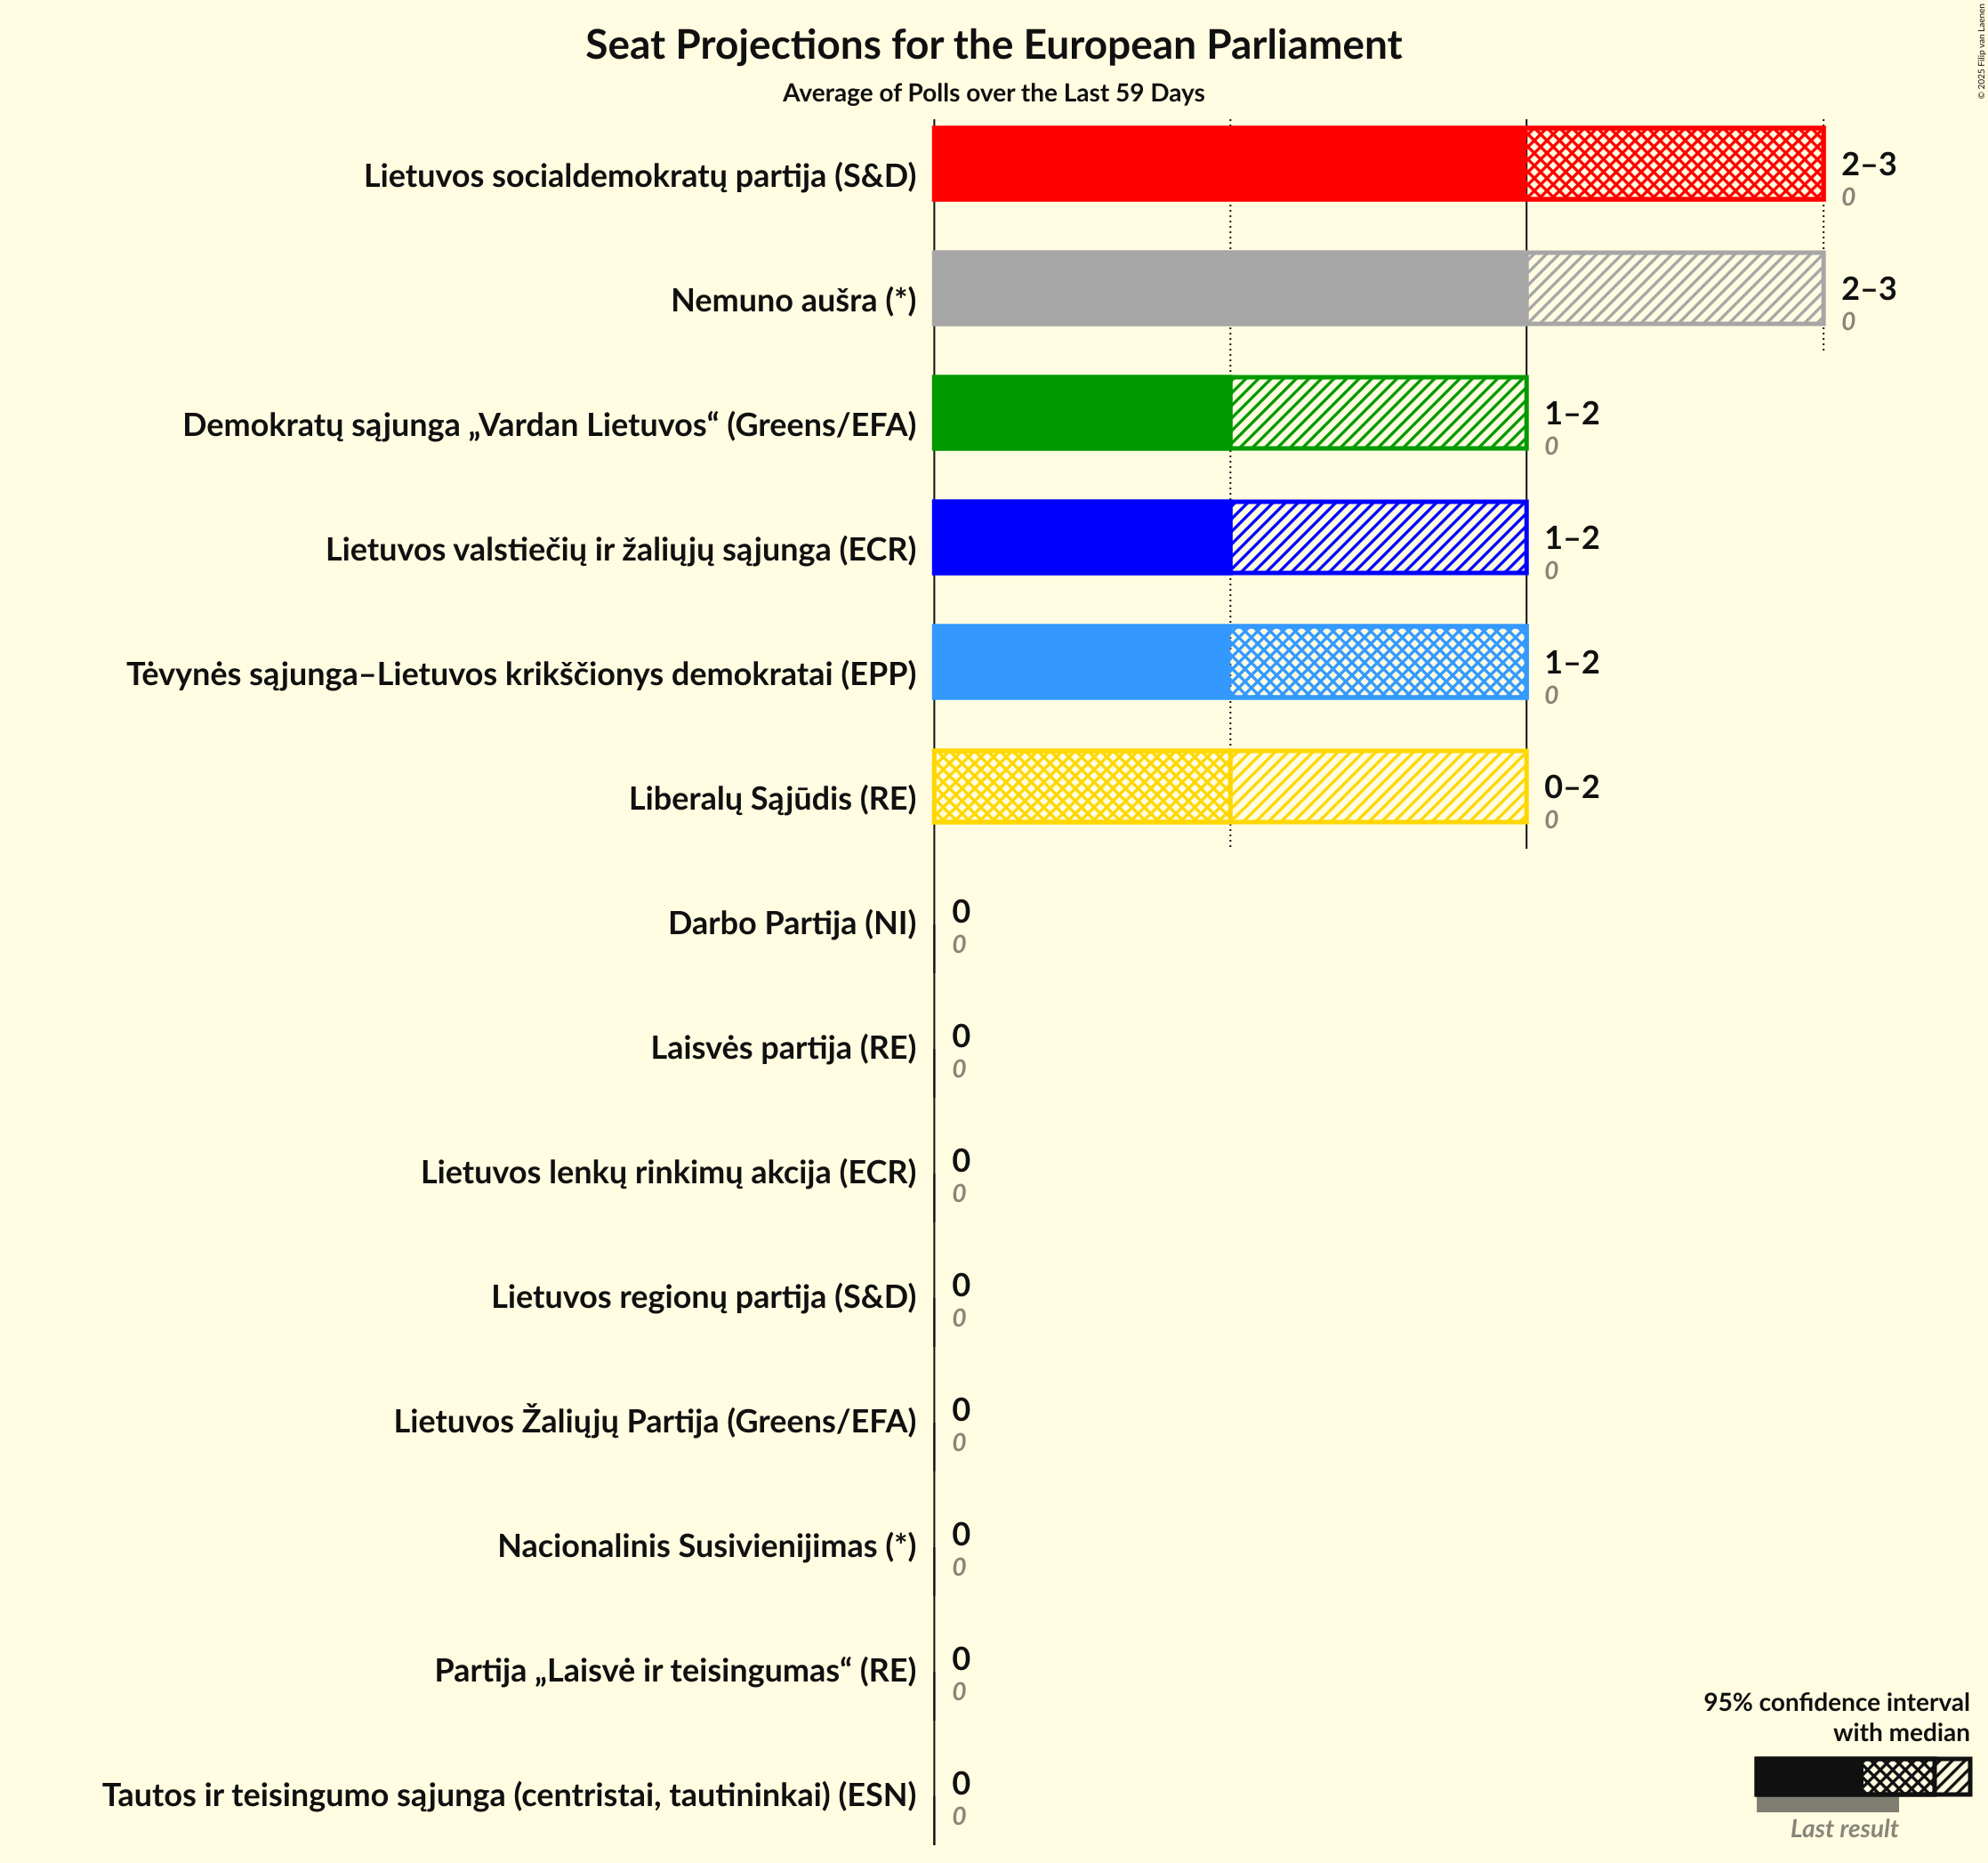 Seat Projections for the European Parliament
Average of Polls over the Last 59 Days
© 2025 Filip van Laenen
Lietuvos socialdemokratų partija (S&D)
2–3
0
Nemuno aušra (*)
2–3
0
Demokratų sąjunga „Vardan Lietuvos“ (Greens/EFA)
1–2
0
Lietuvos valstiečių ir žaliųjų sąjunga (ECR)
1–2
0
Tėvynės sąjunga–Lietuvos krikščionys demokratai (EPP)
1–2
0
Liberalų Sąjūdis (RE)
0–2
0
Darbo Partija (NI)
0
0
Laisvės partija (RE)
0
0
Lietuvos lenkų rinkimų akcija (ECR)
0
0
Lietuvos regionų partija (S&D)
0
0
Lietuvos Žaliųjų Partija (Greens/EFA)
0
0
Nacionalinis Susivienijimas (*)
0
0
Partija „Laisvė ir teisingumas“ (RE)
0
0
Tautos ir teisingumo sąjunga (centristai, tautininkai) (ESN)
0
0
95% confidence interval
with median
Last result